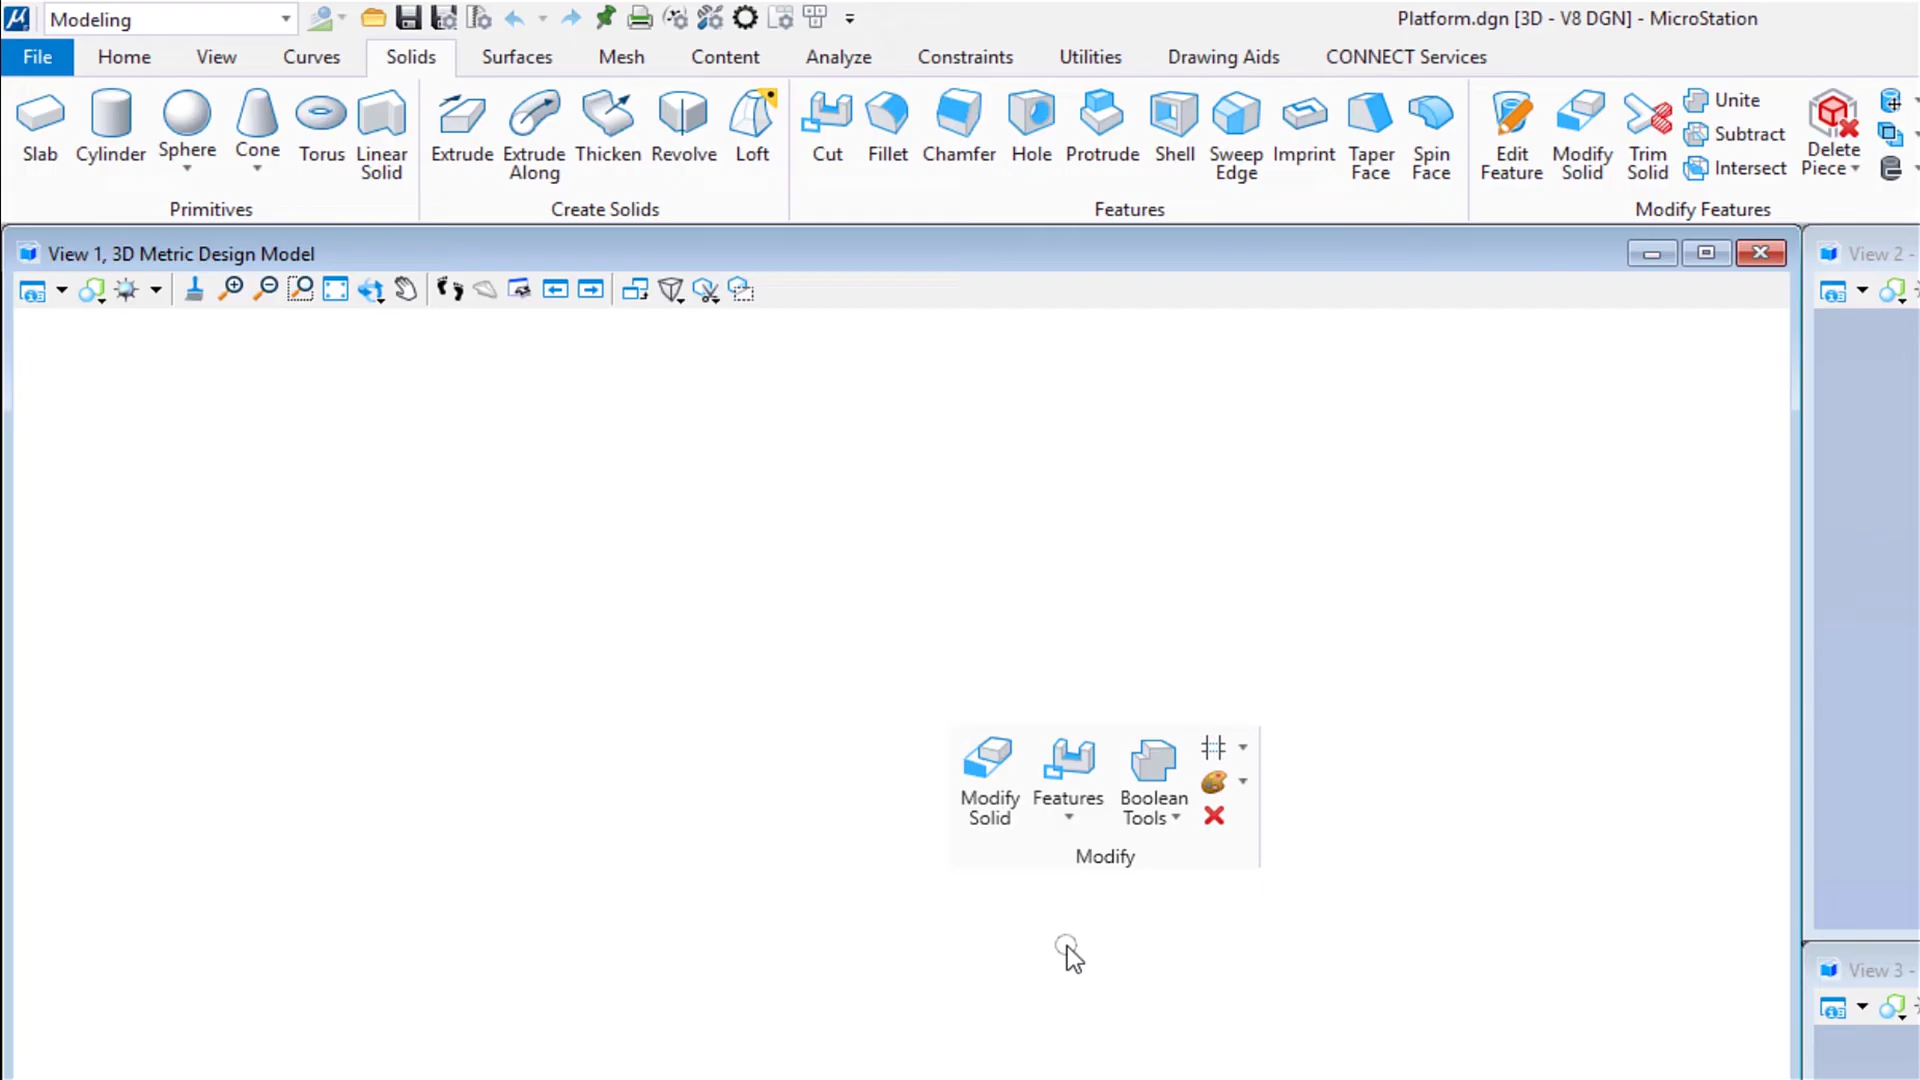 Modeling
Platform.dgn [3D - V8 DGN] - MicroStation
File Home View Curves Solids Surfaces Mesh Content Analyze Constraints Utilities Drawing Aids CONNECT Services
Slab Cylinder Sphere Cone Torus Linear Solid
Extrude Extrude Along Thicken Revolve Loft
Cut Fillet Chamfer Hole Protrude Shell Sweep Edge Imprint Taper Face Spin Face
Edit Feature Modify Solid Trim Solid
Unite
Subtract
Intersect
Delete Piece
Primitives Create Solids Features Modify Features
View 1, 3D Metric Design Model
View 2 -
Modify Solid Features Boolean Tools
Modify
View 3 -